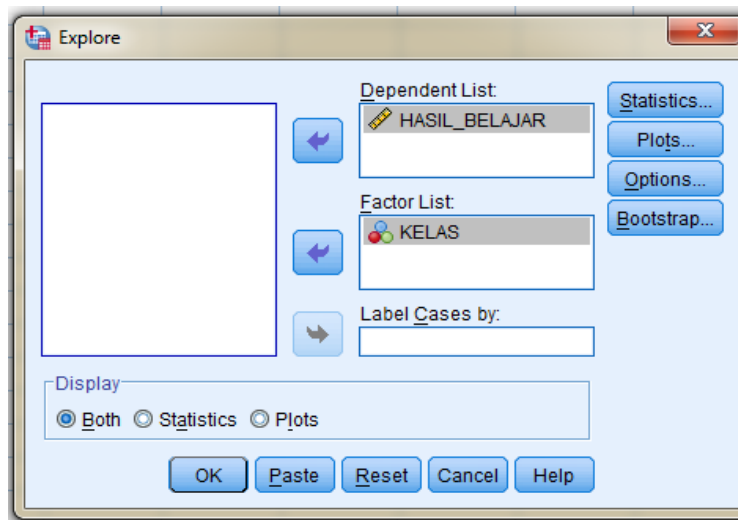 Explore
Dependent List:
HASIL_BELAJAR
Factor List:
KELAS
Label Cases by:
Statistics...
Plots...
Options...
Bootstrap...
Display
Both Statistics Plots
OK Paste Reset Cancel Help